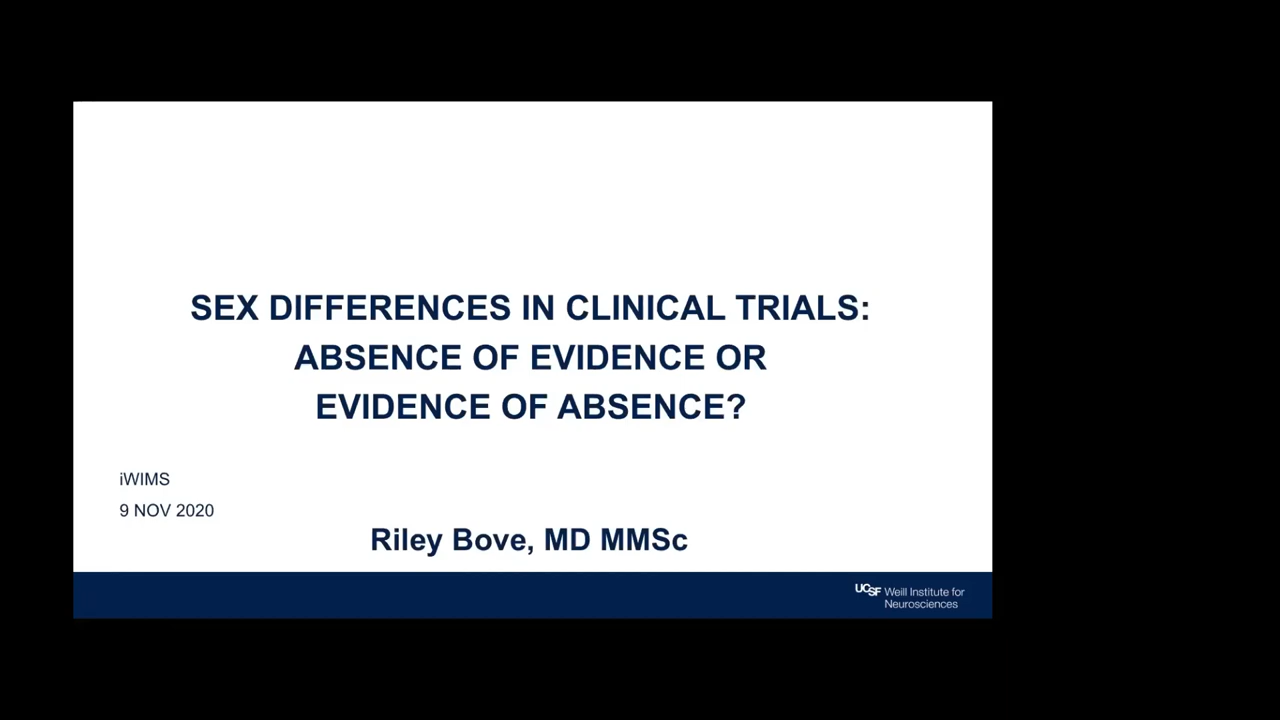 SEX DIFFERENCES IN CLINICAL TRIALS:
ABSENCE OF EVIDENCE OR
EVIDENCE OF ABSENCE?
iWIMS
9 NOV 2020
Riley Bove, MD MMSc
UCSF Weill Institute for
Neurosciences